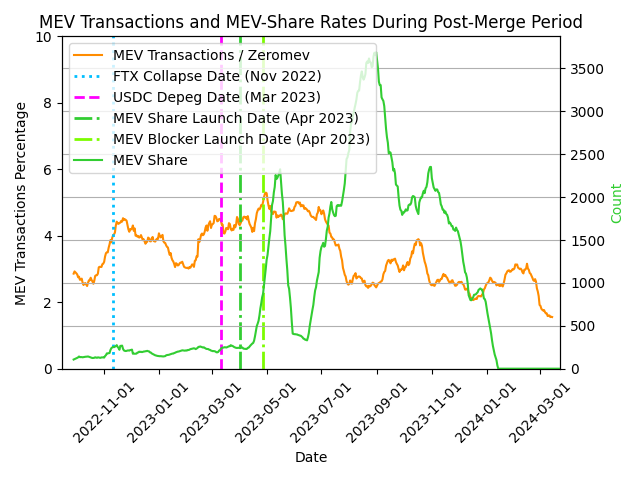 MEV Transactions and MEV-Share Rates During Post-Merge Period
10
8
6
4
2
0
MEV Transactions Percentage
MEV Transactions / Zeromev
FTX Collapse Date (Nov 2022)
USDC Depeg Date (Mar 2023)
MEV Share Launch Date (Apr 2023)
MEV Blocker Launch Date (Apr 2023)
MEV Share
3500
3000
2500
2000
1500
1000
500
0
Count
2022-11-01
2023-01-01
2023-03-01
2023-05-01
2023-07-01
2023-09-01
2023-11-01
2024-01-01
2024-03-01
Date